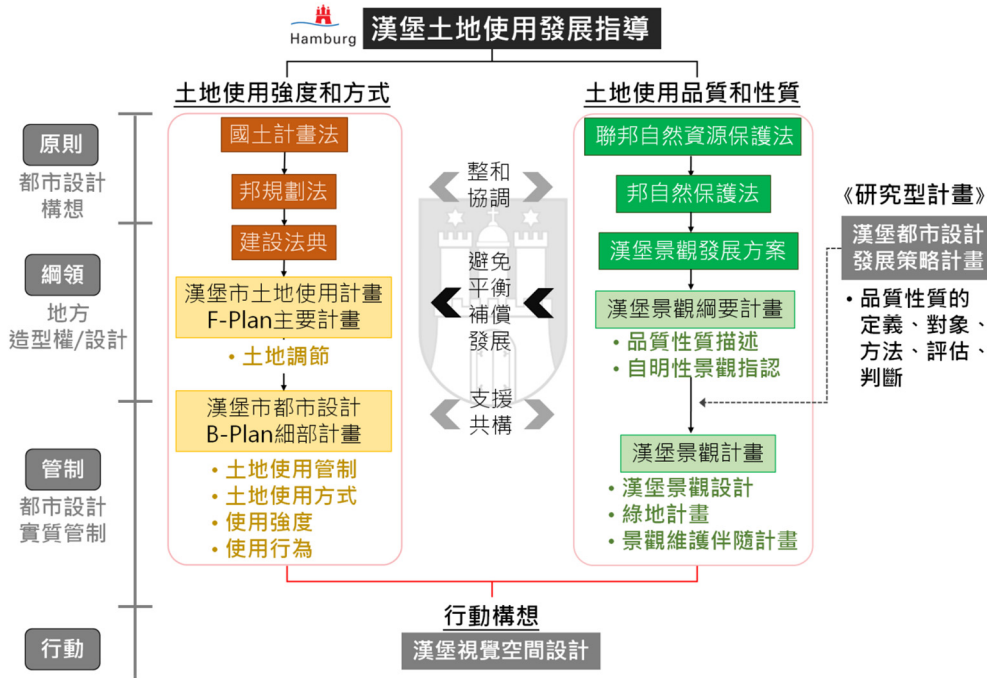 Hamburg
漢堡土地使用發展指導
土地使用強度和方式
土地使用品質和性質
原則
都市設計
構想
國土計畫法
邦規劃法
整和
協調
聯邦自然資源保護法
邦自然保護法
《研究型計畫》
漢堡都市設計
發展策略計畫
• 品質性質的
定義、對象、
方法、評估、
判斷
綱領
地方
造型權/設計
建設法典
漢堡市土地使用計畫
F-Plan主要計畫
• 土地調節
避免
平衡
補償
發展
漢堡景觀發展方案
漢堡景觀綱要計畫
• 品質性質描述
• 自明性景觀指認
管制
都市設計
實質管制
漢堡市都市設計
B-Plan細部計畫
• 土地使用管制
• 土地使用方式
• 使用強度
• 使用行為
支援
共構
漢堡景觀計畫
• 漢堡景觀設計
• 綠地計畫
• 景觀維護伴隨計畫
行動
行動構想
漢堡視覺空間設計